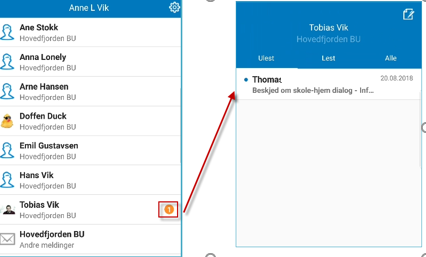 Anne L Vik
Ane Stokk
Hovedfjorden BU
Anna Lonely
Hovedfjorden BU
Arne Hansen
Hovedfjorden BU
Doffen Duck
Hovedfjorden BU
Emil Gustavsen
Hovedfjorden BU
Hans Vik
Hovedfjorden BU
Tobias Vik
Hovedfjorden BU
1
Hovedfjorden BU
Andre meldinger
Tobias Vik
Hovedfjorden BU
Ulest Lest Alle
Thomas 20.08.2018
Beskjed om skole-hjem dialog - Inf...